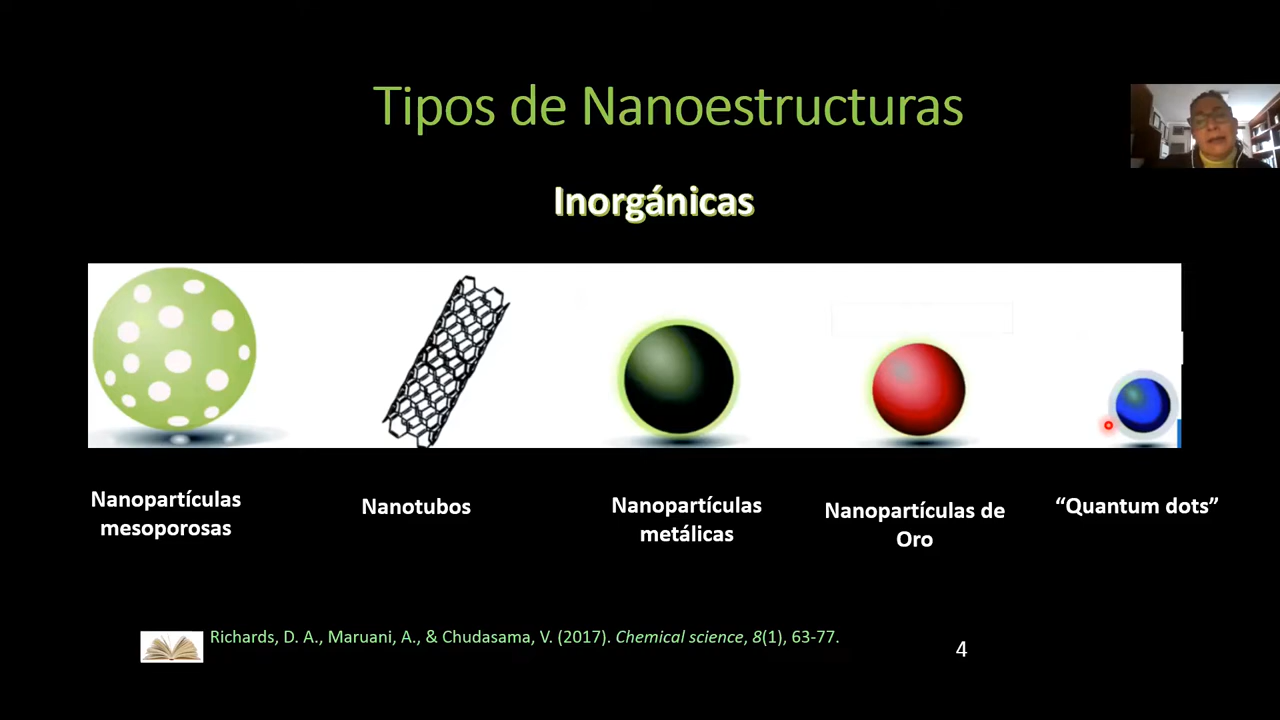 Tipos de Nanoestructuras
Inorgánicas
Nanopartículas
mesoporosas
Nanotubos
Nanopartículas
metálicas
Nanopartículas de
Oro
“Quantum dots”
Richards, D. A., Maruani, A., & Chudasama, V. (2017). Chemical science, 8(1), 63-77.
4